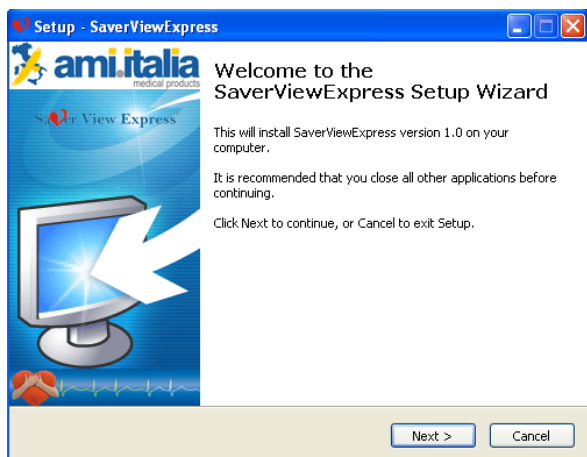 Setup - SaverViewExpress
ami.italia
medical products
Saver View Express
Welcome to the
SaverViewExpress Setup Wizard
This will install SaverViewExpress version 1.0 on your
computer.
It is recommended that you close all other applications before
continuing.
Click Next to continue, or Cancel to exit Setup.
Next >
Cancel